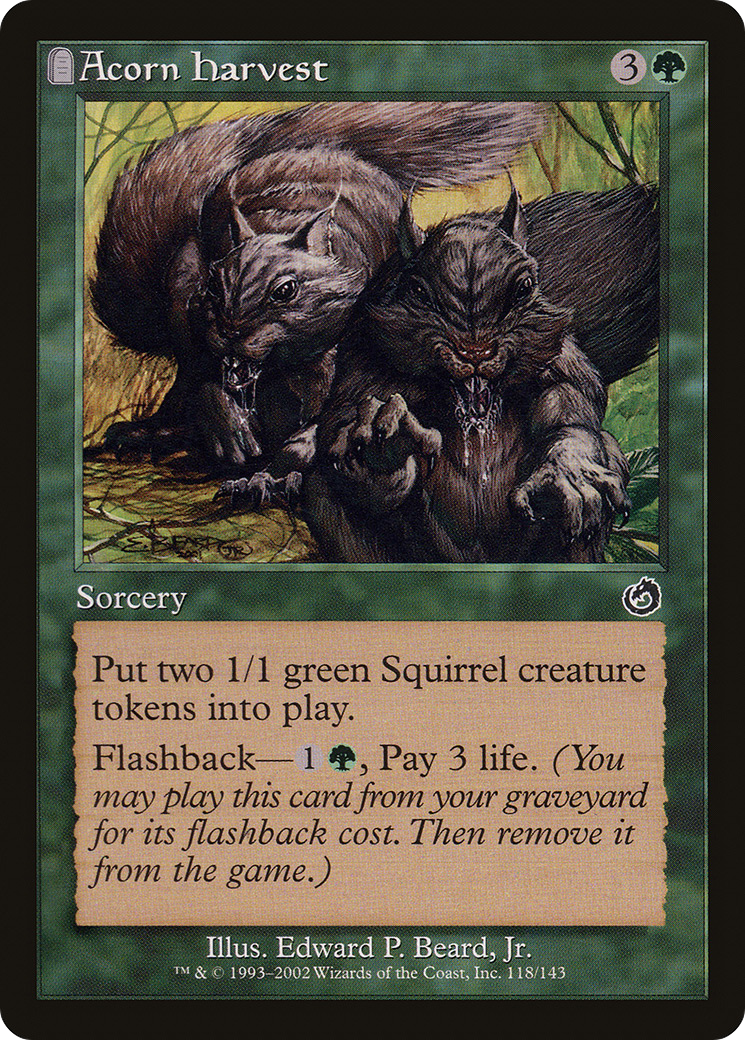 Acorn Harvest 3
E. Beard Jr
Sorcery
Put two 1/1 green Squirrel creature
tokens into play.
Flashback—1 , Pay 3 life. (You
may play this card from your graveyard
for its flashback cost. Then remove it
from the game.)
Illus. Edward P. Beard, Jr.
™ & © 1993–2002 Wizards of the Coast, Inc. 118/143